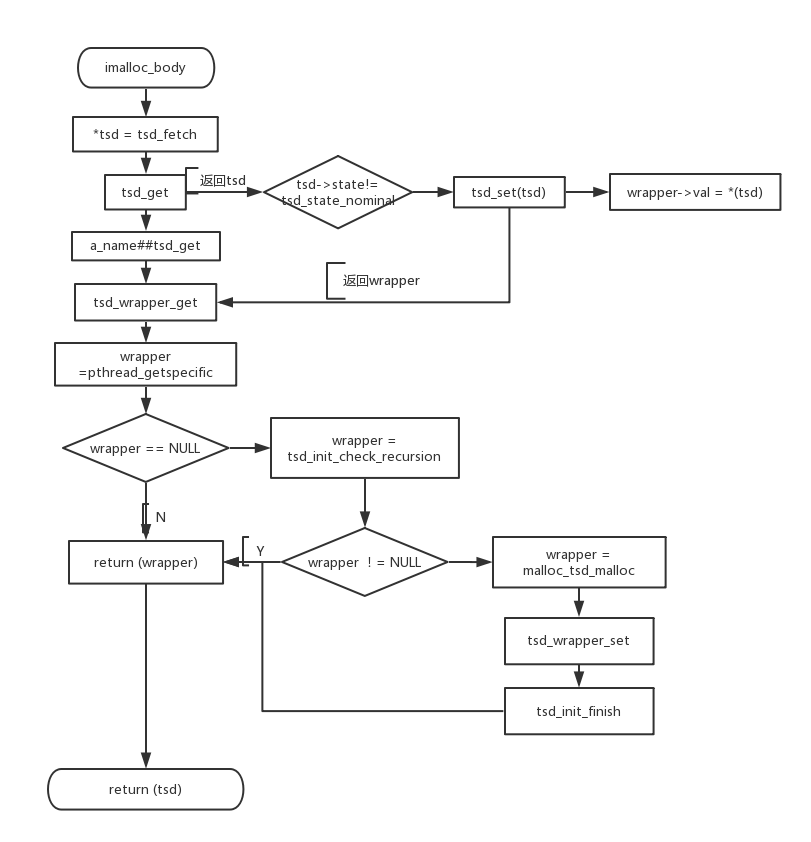 imalloc_body
*tsd = tsd_fetch
tsd_get
返回tsd
tsd->state!=
tsd_state_nominal
tsd_set(tsd)
wrapper->val = *(tsd)
a_name##tsd_get
返回wrapper
tsd_wrapper_get
wrapper
=pthread_getspecific
wrapper == NULL
wrapper =
tsd_init_check_recursion
N
return (wrapper)
Y
wrapper ！= NULL
wrapper =
malloc_tsd_malloc
tsd_wrapper_set
tsd_init_finish
return (tsd)